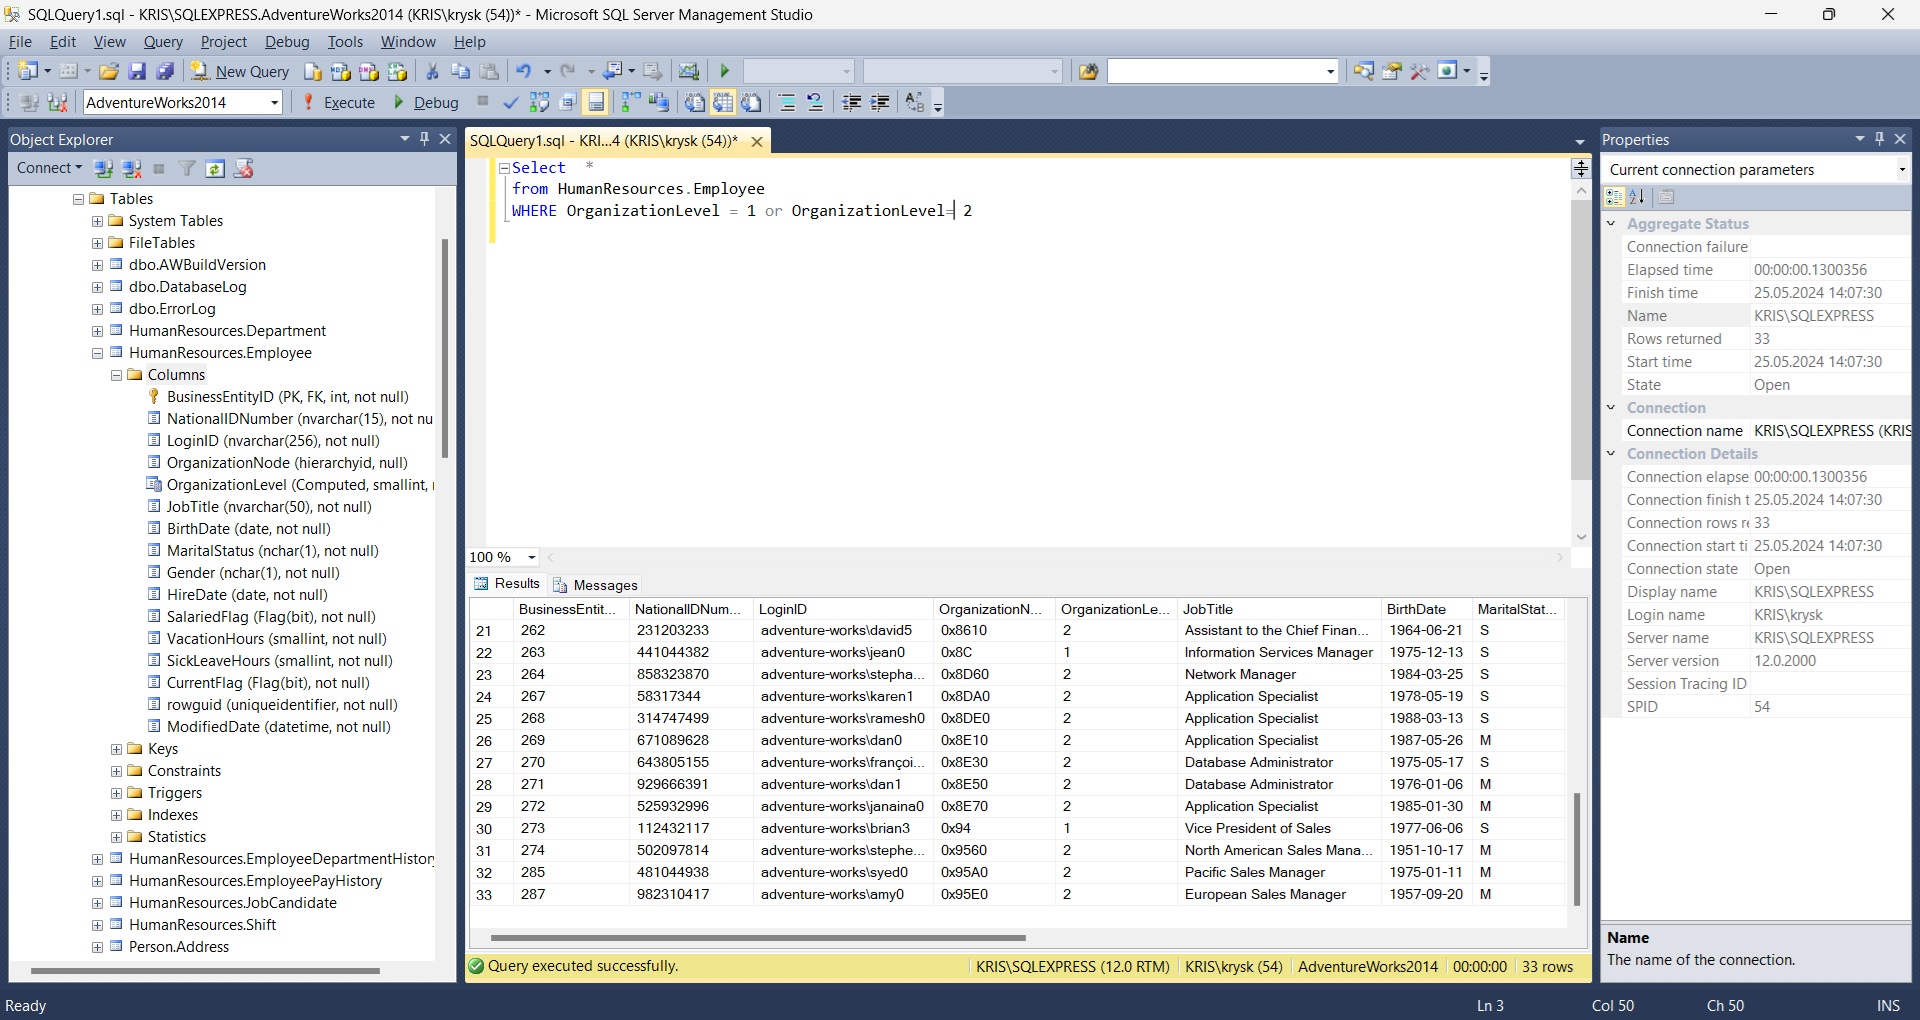 SQLQuery1.sql - KRIS\SQLEXPRESS.AdventureWorks2014 (KRIS\krysk (54))* - Microsoft SQL Server Management Studio
File Edit View Query Project Debug Tools Window Help
New Query
AdventureWorks2014 Execute Debug
Object Explorer
Connect
Tables
System Tables
FileTables
dbo.AWBuildVersion
dbo.DatabaseLog
dbo.ErrorLog
HumanResources.Department
HumanResources.Employee
Columns
BusinessEntityID (PK, FK, int, not null)
NationalIDNumber (nvarchar(15), not nu
LoginID (nvarchar(256), not null)
OrganizationNode (hierarchyid, null)
OrganizationLevel (Computed, smallint,
JobTitle (nvarchar(50), not null)
BirthDate (date, not null)
MaritalStatus (nchar(1), not null)
Gender (nchar(1), not null)
HireDate (date, not null)
SalariedFlag (Flag(bit), not null)
VacationHours (smallint, not null)
SickLeaveHours (smallint, not null)
CurrentFlag (Flag(bit), not null)
rowguid (uniqueidentifier, not null)
ModifiedDate (datetime, not null)
Keys
Constraints
Triggers
Indexes
Statistics
HumanResources.EmployeeDepartmentHistor
HumanResources.EmployeePayHistory
HumanResources.JobCandidate
HumanResources.Shift
Person.Address
SQLQuery1.sql - KRI...4 (KRIS\krysk (54))*
Select *
from HumanResources.Employee
WHERE OrganizationLevel = 1 or OrganizationLevel= 2
100 %
Results Messages
BusinessEntit... NationalIDNum... LoginID OrganizationN... OrganizationLe... JobTitle BirthDate MaritalStat...
21 262 231203233 adventure-works\david5 0x8610 2 Assistant to the Chief Finan... 1964-06-21 S
22 263 441044382 adventure-works\jean0 0x8C 1 Information Services Manager 1975-12-13 S
23 264 858323870 adventure-works\stepha... 0x8D60 2 Network Manager 1984-03-25 S
24 267 58317344 adventure-works\karen1 0x8DA0 2 Application Specialist 1978-05-19 S
25 268 314747499 adventure-works\ramesh0 0x8DE0 2 Application Specialist 1988-03-13 S
26 269 671089628 adventure-works\dan0 0x8E10 2 Application Specialist 1987-05-26 M
27 270 643805155 adventure-works\françoi... 0x8E30 2 Database Administrator 1975-05-17 S
28 271 929666391 adventure-works\dan1 0x8E50 2 Database Administrator 1976-01-06 M
29 272 525932996 adventure-works\janaina0 0x8E70 2 Application Specialist 1985-01-30 M
30 273 112432117 adventure-works\brian3 0x94 1 Vice President of Sales 1977-06-06 S
31 274 502097814 adventure-works\stephe... 0x9560 2 North American Sales Mana... 1951-10-17 M
32 285 481044938 adventure-works\syed0 0x95A0 2 Pacific Sales Manager 1975-01-11 M
33 287 982310417 adventure-works\amy0 0x95E0 2 European Sales Manager 1957-09-20 M
Query executed successfully. KRIS\SQLEXPRESS (12.0 RTM) KRIS\krysk (54) AdventureWorks2014 00:00:00 33 rows
Properties
Current connection parameters
Aggregate Status
Connection failure
Elapsed time 00:00:00.1300356
Finish time 25.05.2024 14:07:30
Name KRIS\SQLEXPRESS
Rows returned 33
Start time 25.05.2024 14:07:30
State Open
Connection
Connection name KRIS\SQLEXPRESS (KRIS
Connection Details
Connection elapse 00:00:00.1300356
Connection finish t 25.05.2024 14:07:30
Connection rows re 33
Connection start ti 25.05.2024 14:07:30
Connection state Open
Display name KRIS\SQLEXPRESS
Login name KRIS\krysk
Server name KRIS\SQLEXPRESS
Server version 12.0.2000
Session Tracing ID
SPID 54
Name
The name of the connection.
Ready Ln 3 Col 50 Ch 50 INS